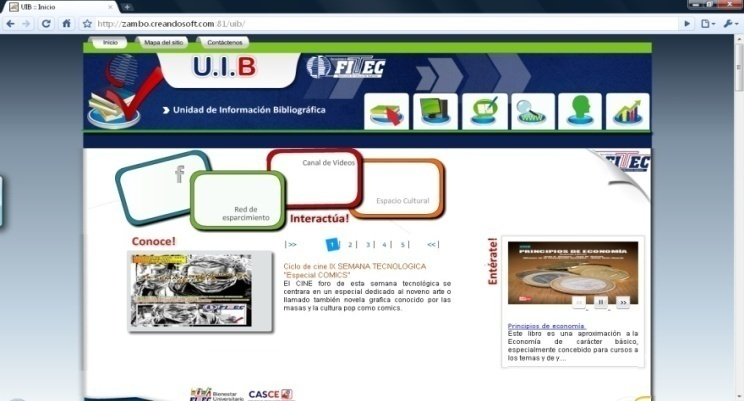 UIB :: Inicio
http://zambo.creandosoft.com:81/uib/
Inicio
Mapa del sitio
Contáctenos
U.I.B
FITEC
Unidad de Información Bibliográfica
FITEC
f
Canal de Videos
Red de
esparcimiento
Espacio Cultural
Interactúa!
Conoce!
|>> 1 | 2 | 3 | 4 | 5 | <<|
Ciclo de cine IX SEMANA TECNOLOGICA
"Especial COMICS"
El CINE foro de esta semana tecnológica se
centrara en un especial dedicado al noveno arte o
llamado también novela grafica conocido por las
masas y la cultura pop como comics.
U.I.B
Entérate!
PRINCIPIOS DE ECONOMÍA
Principios de economía.
Este libro es una aproximación a la
Economía de carácter básico,
especialmente concebido para cursos a
los temas y de y...
FITEC
Bienestar
Universitario
CASCE